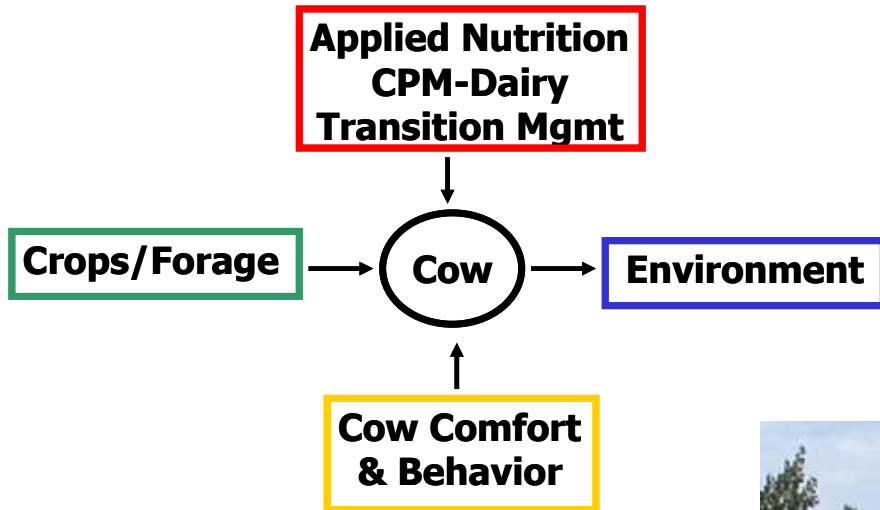 Applied Nutrition
CPM-Dairy
Transition Mgmt
Crops/Forage
Cow
Environment
Cow Comfort
& Behavior